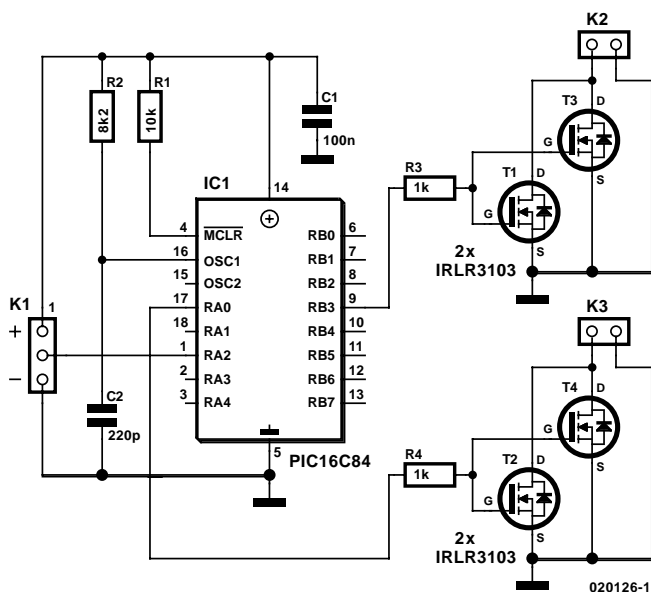 K2
R2
R1
8k2
10k
C1
100n
T3
D
G
S
R3
1k
T1
D
G
S
IC1
14
4
MCLR
RB0
6
16
OSC1
RB1
7
15
OSC2
RB2
8
17
RA0
RB3
9
18
RA1
RB4
10
1
RA2
RB5
11
2
RA3
RB6
12
3
RA4
RB7
13
5
PIC16C84
2x
IRLR3103
K1
1
+
−
C2
220p
K3
T4
D
G
S
R4
1k
T2
D
G
S
2x
IRLR3103
020126-1